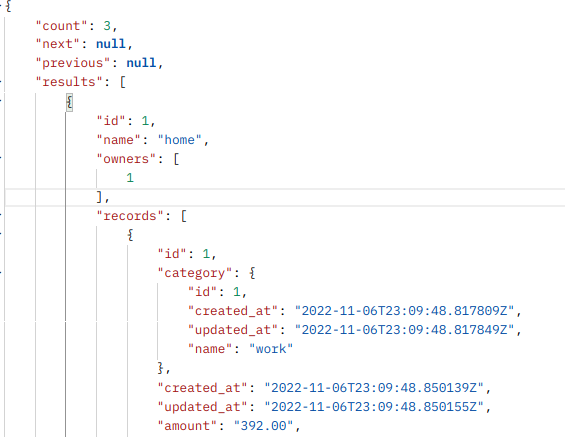 {
"count": 3,
"next": null,
"previous": null,
"results": [
{
"id": 1,
"name": "home",
"owners": [
1
],
"records": [
{
"id": 1,
"category": {
"id": 1,
"created_at": "2022-11-06T23:09:48.817809Z",
"updated_at": "2022-11-06T23:09:48.817849Z",
"name": "work"
},
"created_at": "2022-11-06T23:09:48.850139Z",
"updated_at": "2022-11-06T23:09:48.850155Z",
"amount": "392.00",